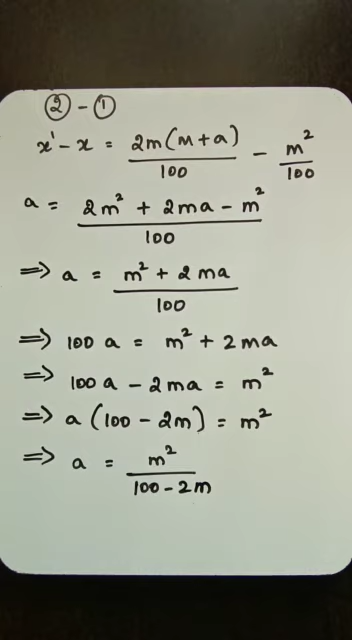 ② - ①
x' - x = 2m(m+a)/100 - m²/100
a = 2m² + 2ma - m²/100
⇒ a = m² + 2ma/100
⇒ 100 a = m² + 2ma
⇒ 100a - 2ma = m²
⇒ a (100 - 2m) = m²
⇒ a = m²/100 - 2m